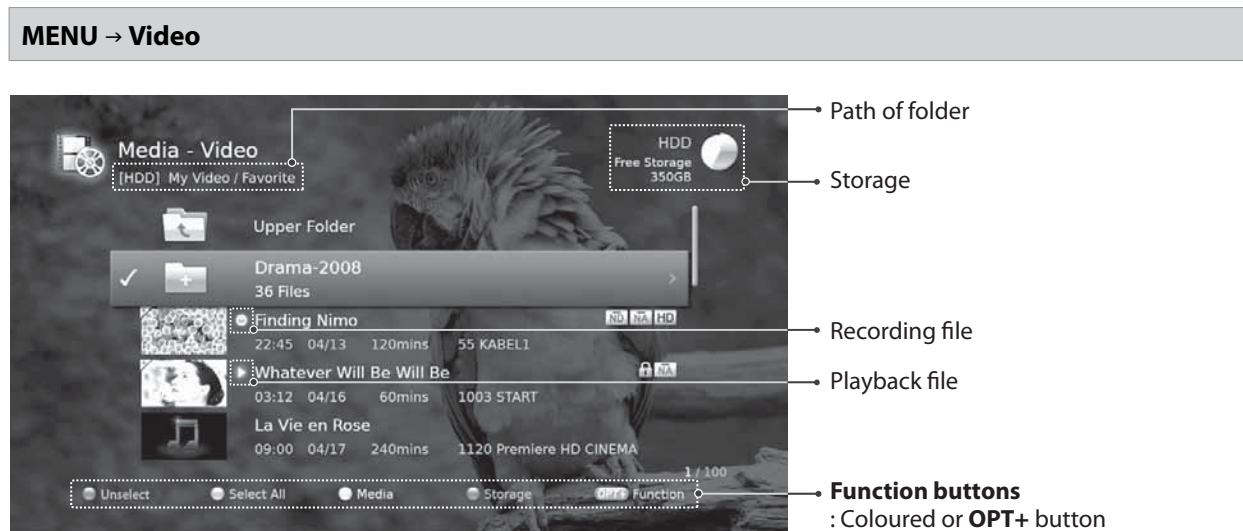 MENU → Video
Path of folder
Media - Video
HDD
Free Storage
350GB
[HDD] My Video / Favorite
Storage
Upper Folder
Drama-2008
36 Files
Finding Nimo
ND NA HD
Recording file
22:45 04/13 120mins 55 KABEL1
Whatever Will Be Will Be
NA
Playback file
03:12 04/16 60mins 1003 START
La Vie en Rose
09:00 04/17 240mins 1120 Premiere HD CINEMA
1 / 100
Unselect Select All Media Storage OPT+ Function
Function buttons
: Coloured or OPT+ button